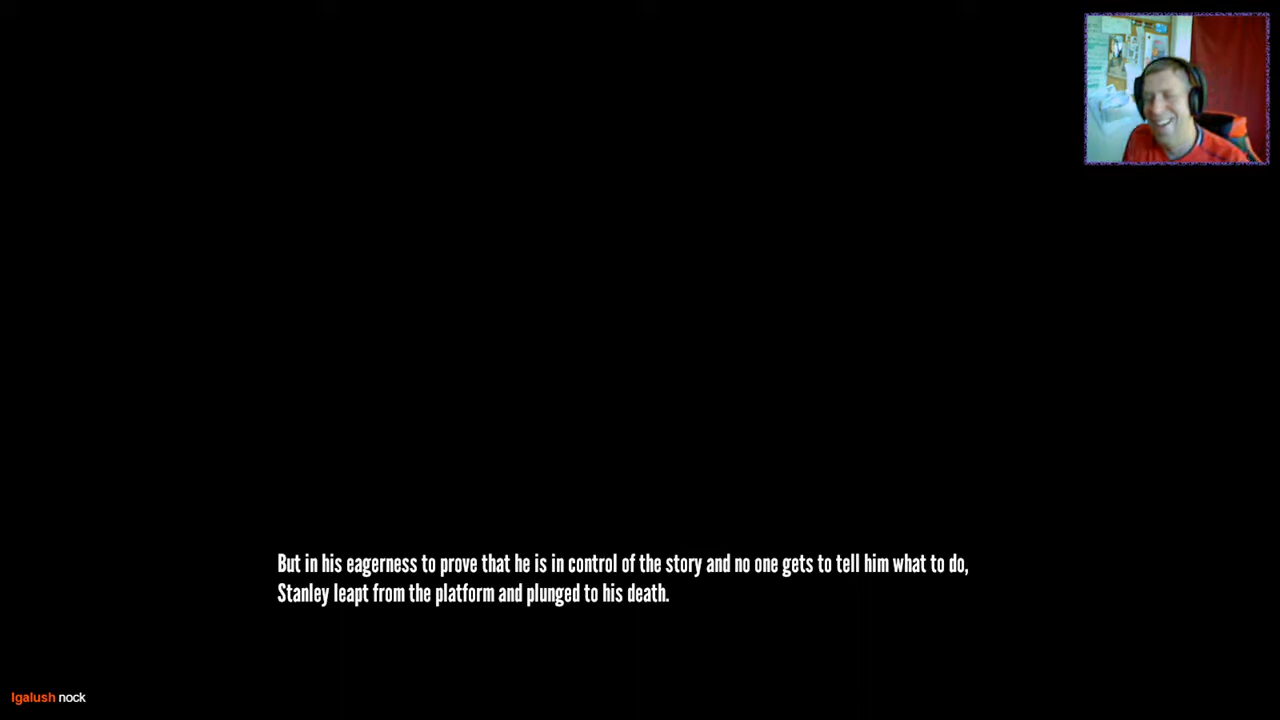 But in his eagerness to prove that he is in control of the story and no one gets to tell him what to do,
Stanley leapt from the platform and plunged to his death.
Igalush nock